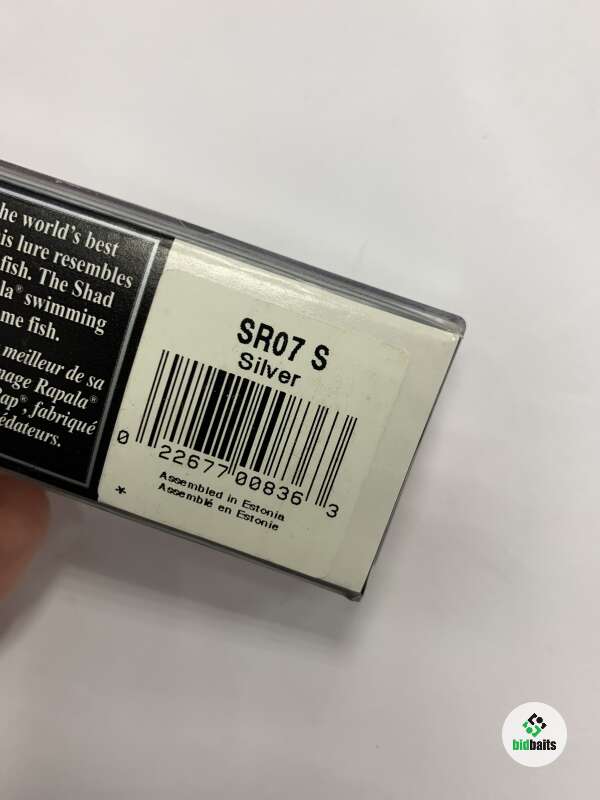 he world's best
is lure resembles
fish. The Shad
la® swimming
me fish.
meilleur de sa
nage Rapala®
ap®, fabriqué
édateurs.
SR07 S
Silver
0 22677 00836 3
Assembled in Estonia
Assemblé en Estonie
*
bidbaits